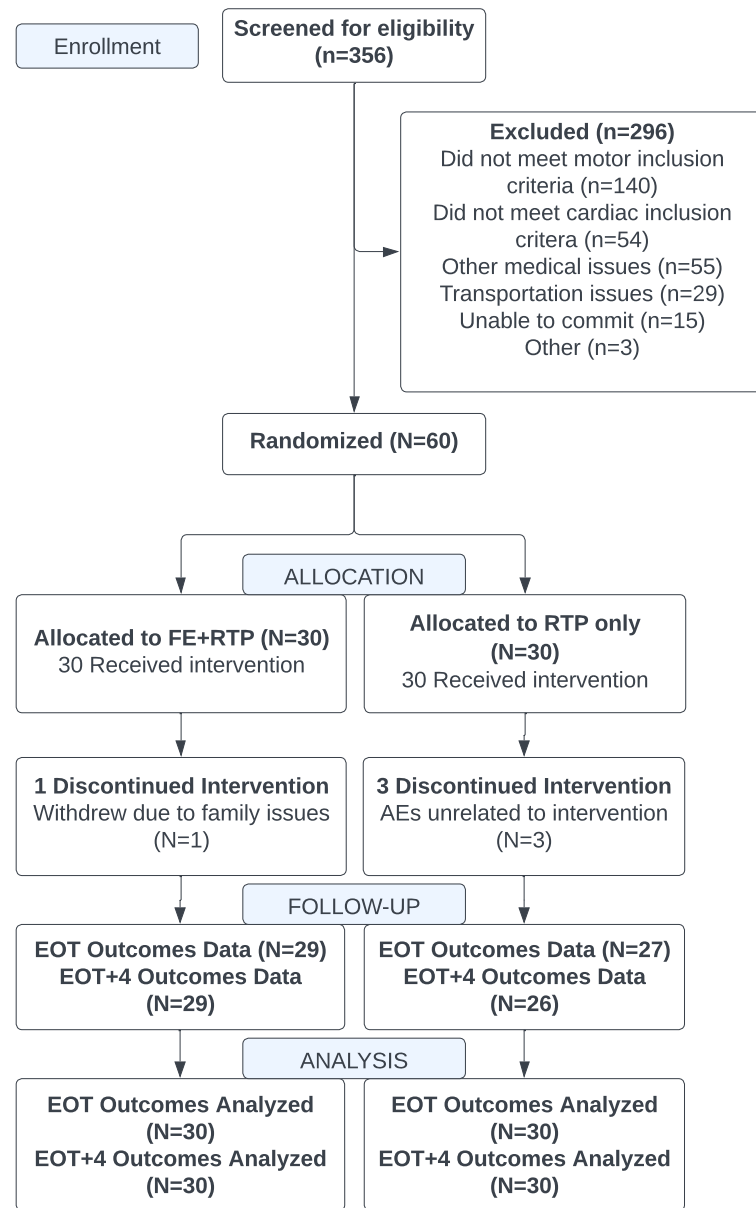 Enrollment
Screened for eligibility
(n=356)
Excluded (n=296)
Did not meet motor inclusion
criteria (n=140)
Did not meet cardiac inclusion
critera (n=54)
Other medical issues (n=55)
Transportation issues (n=29)
Unable to commit (n=15)
Other (n=3)
Randomized (N=60)
ALLOCATION
Allocated to FE+RTP (N=30)
30 Received intervention
Allocated to RTP only
(N=30)
30 Received intervention
1 Discontinued Intervention
Withdrew due to family issues
(N=1)
3 Discontinued Intervention
AEs unrelated to intervention
(N=3)
FOLLOW-UP
EOT Outcomes Data (N=29)
EOT+4 Outcomes Data
(N=29)
EOT Outcomes Data (N=27)
EOT+4 Outcomes Data
(N=26)
ANALYSIS
EOT Outcomes Analyzed
(N=30)
EOT+4 Outcomes Analyzed
(N=30)
EOT Outcomes Analyzed
(N=30)
EOT+4 Outcomes Analyzed
(N=30)